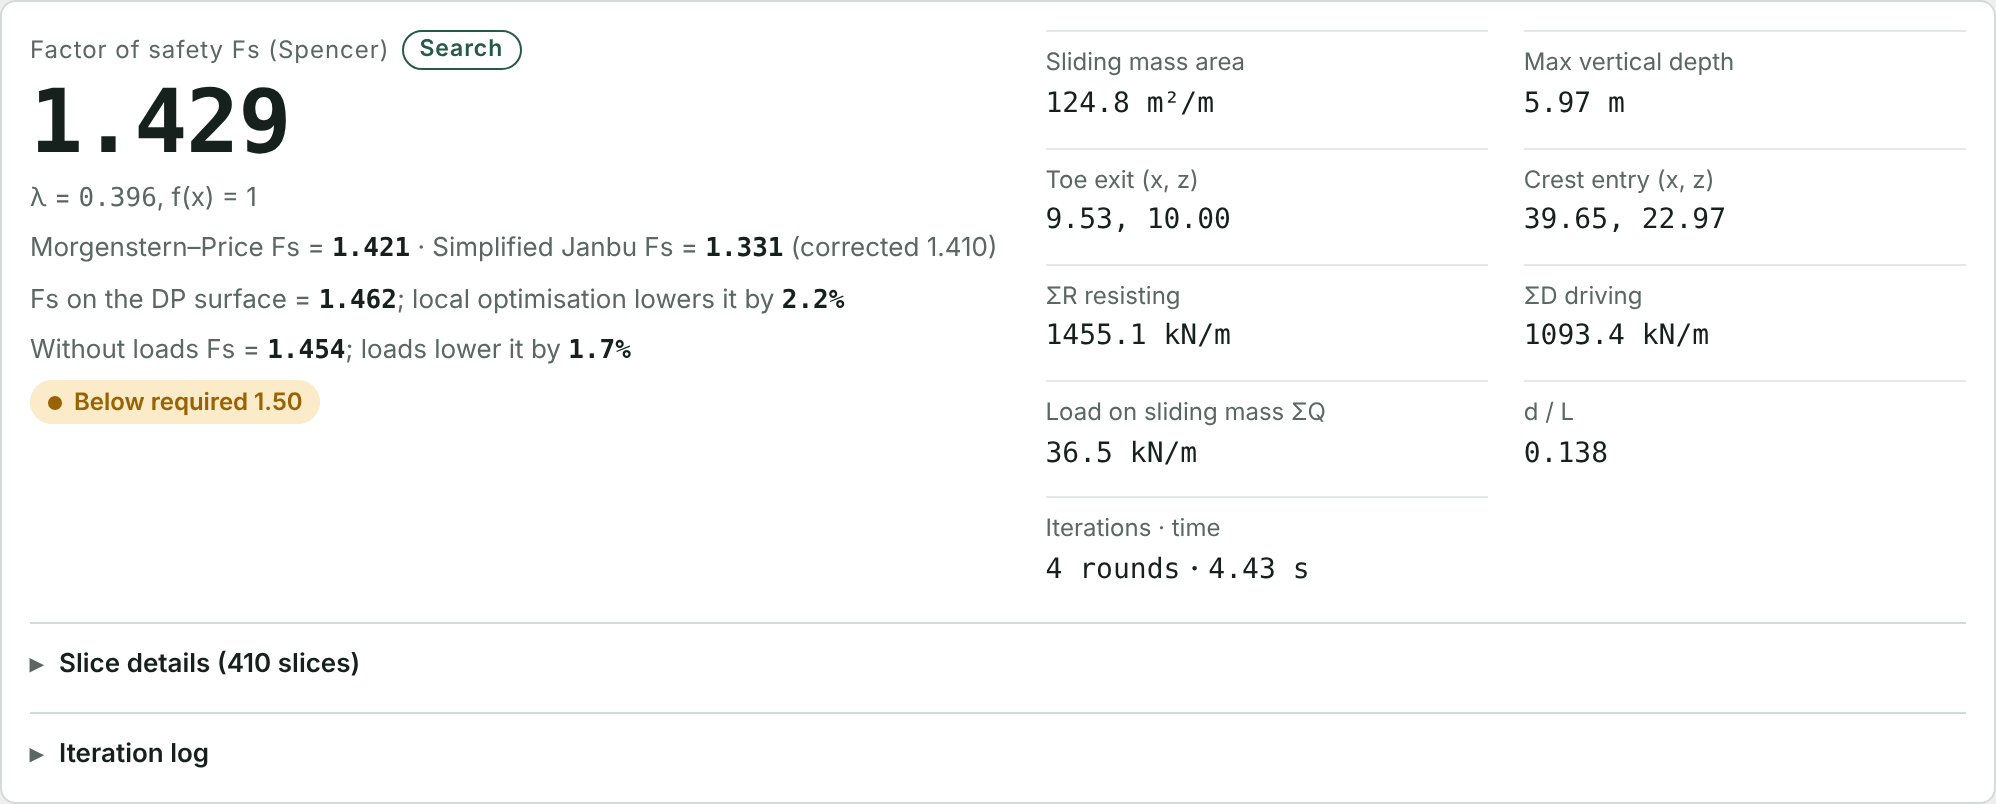 Factor of safety Fs (Spencer) Search
1.429
λ = 0.396, f(x) = 1
Morgenstern–Price Fs = 1.421 · Simplified Janbu Fs = 1.331 (corrected 1.410)
Fs on the DP surface = 1.462; local optimisation lowers it by 2.2%
Without loads Fs = 1.454; loads lower it by 1.7%
Below required 1.50
Sliding mass area
124.8 m²/m
Max vertical depth
5.97 m
Toe exit (x, z)
9.53, 10.00
Crest entry (x, z)
39.65, 22.97
ΣR resisting
1455.1 kN/m
ΣD driving
1093.4 kN/m
Load on sliding mass ΣQ
36.5 kN/m
d / L
0.138
Iterations · time
4 rounds · 4.43 s
Slice details (410 slices)
Iteration log